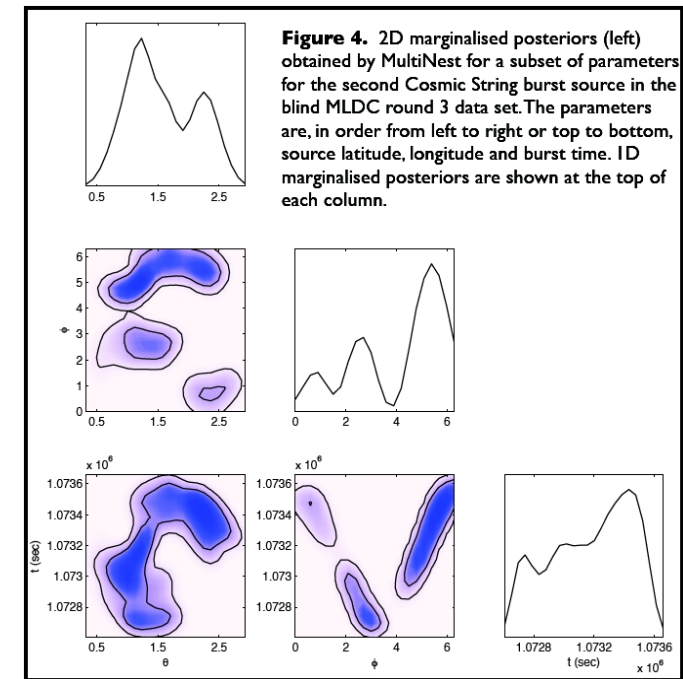 Figure 4. 2D marginalised posteriors (left)
obtained by MultiNest for a subset of parameters
for the second Cosmic String burst source in the
blind MLDC round 3 data set. The parameters
are, in order from left to right or top to bottom,
source latitude, longitude and burst time. 1D
marginalised posteriors are shown at the top of
each column.
0.5 1.5 2.5
6
5
4
3
2
1
0
ϕ
0.5 1.5 2.5
0 2 4 6
x 10⁶
1.0736
1.0734
1.0732
1.073
1.0728
t (sec)
0.5 1.5 2.5
θ
x 10⁶
1.0736
1.0734
1.0732
1.073
1.0728
0 2 4 6
ϕ
1.0728 1.0732 1.0736
t (sec) x 10⁶